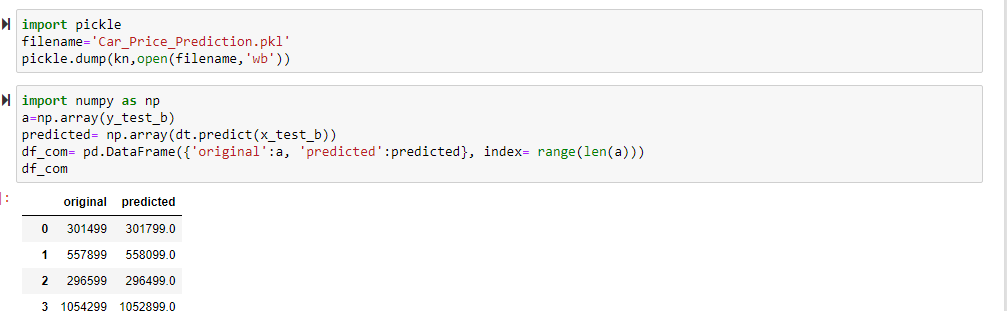 import pickle
filename='Car_Price_Prediction.pkl'
pickle.dump(kn,open(filename,'wb'))
import numpy as np
a=np.array(y_test_b)
predicted= np.array(dt.predict(x_test_b))
df_com= pd.DataFrame({'original':a, 'predicted':predicted}, index= range(len(a)))
df_com
:
original predicted
0 301499 301799.0
1 557899 558099.0
2 296599 296499.0
3 1054299 1052899.0